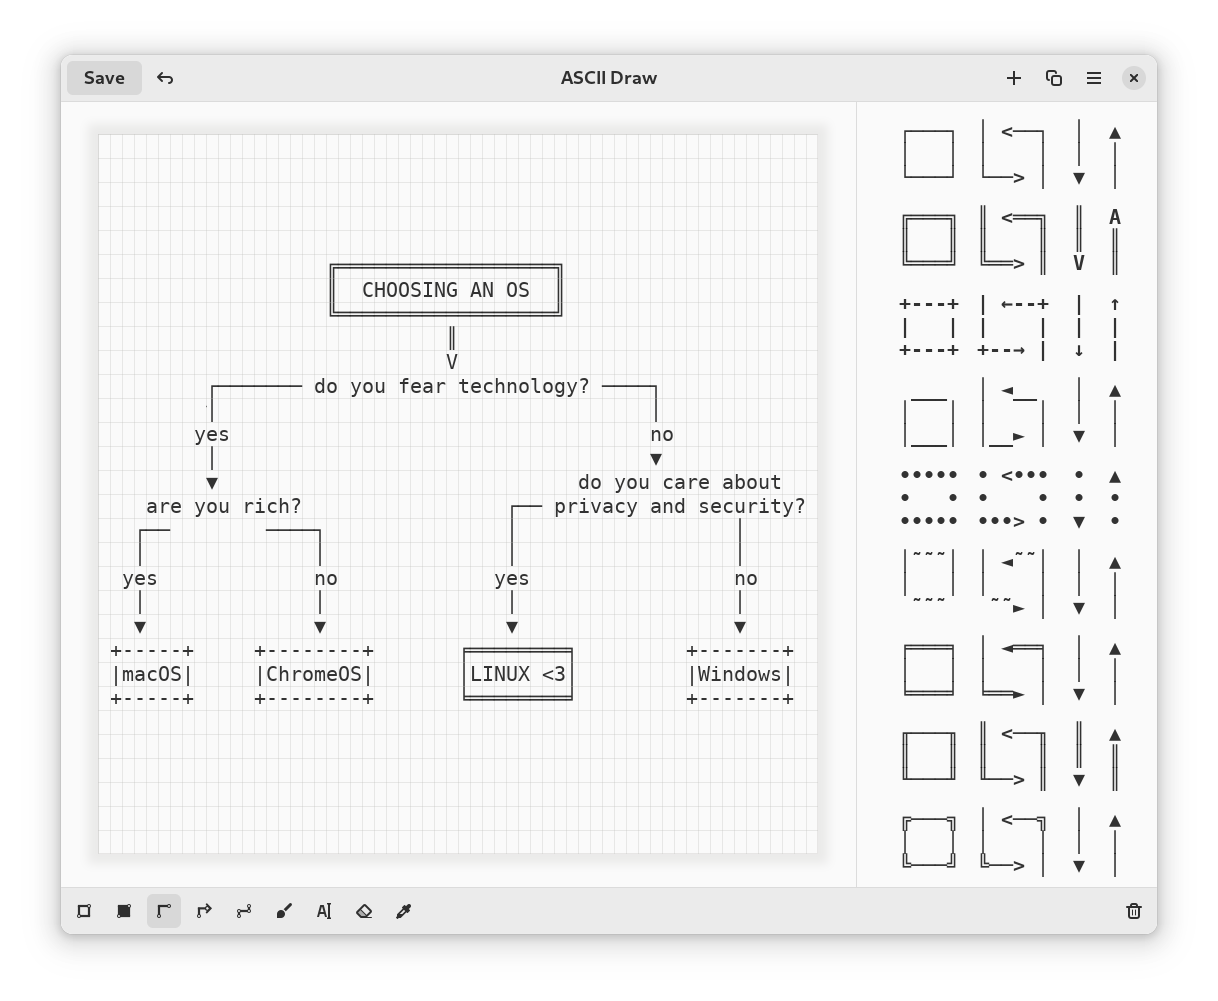 Save
ASCII Draw
CHOOSING AN OS
V
do you fear technology?
yes
no
do you care about
are you rich?
privacy and security?
yes
no
yes
no
macOS
ChromeOS
LINUX <3
Windows